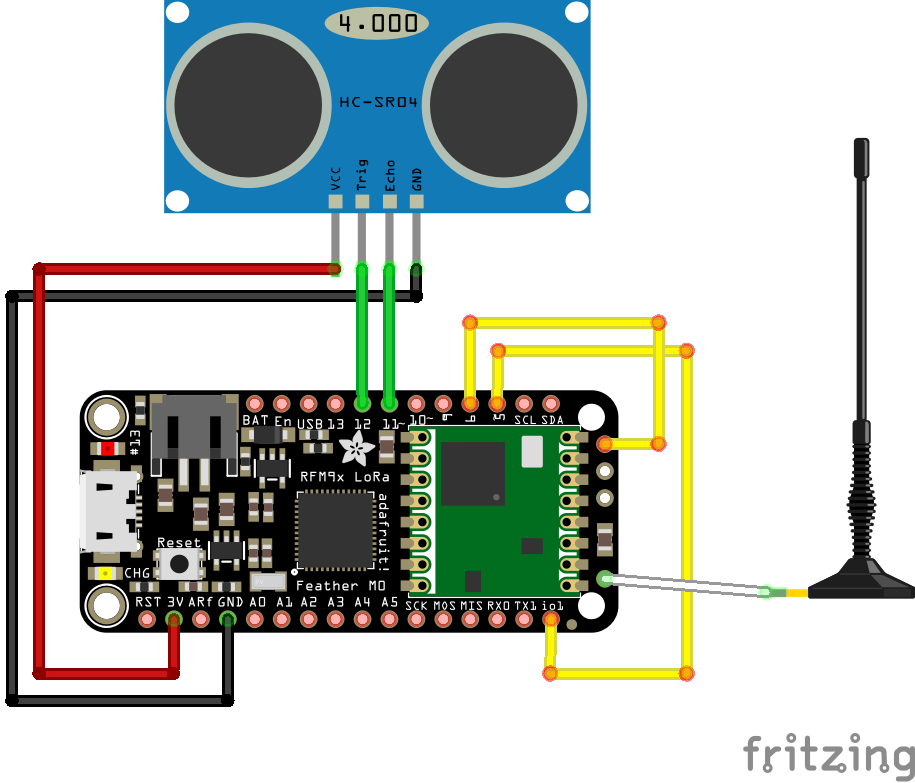 4.000
HC-SR04
VCC Trig Echo GND
BAT En USB 13 12 11~ 10~ 9 6 5 SCL SDA
#13
RFM9x LoRa
adafruit!
Reset
CHG
Feather M0
RST 3V ARf GND A0 A1 A2 A3 A4 A5 SCK MOS MIS RX0 TX1 io1
fritzing